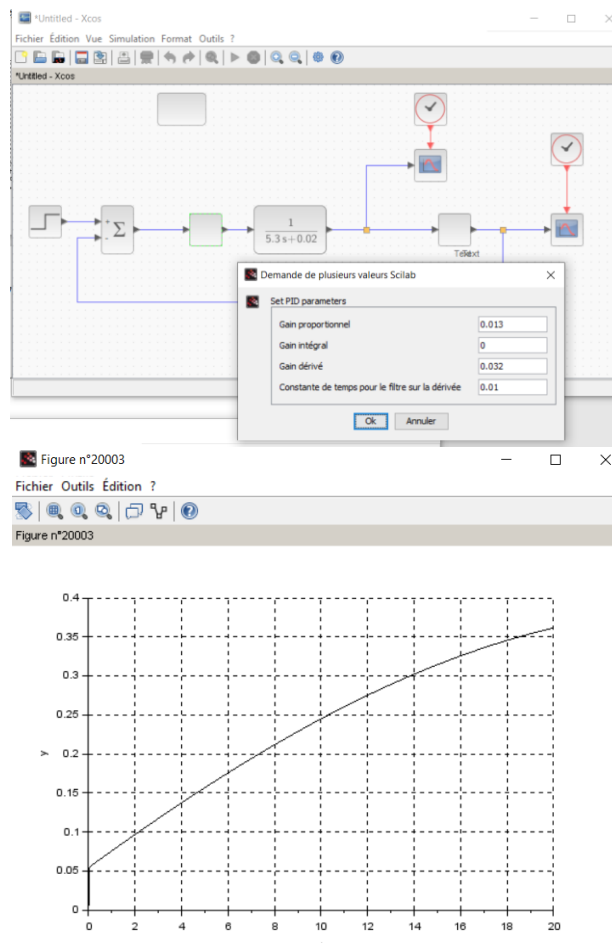 *Untitled - Xcos
Fichier Édition Vue Simulation Format Outils ?
*Untitled - Xcos
+
-
Σ
1
5.3 s+0.02
Text
Demande de plusieurs valeurs Scilab
Set PID parameters
Gain proportionnel 0.013
Gain intégral 0
Gain dérivé 0.032
Constante de temps pour le filtre sur la dérivée 0.01
Ok Annuler
Figure n°20003
Fichier Outils Édition ?
Figure n°20003
0.4
0.35
0.3
0.25
y
0.2
0.15
0.1
0.05
0
0 2 4 6 8 10 12 14 16 18 20